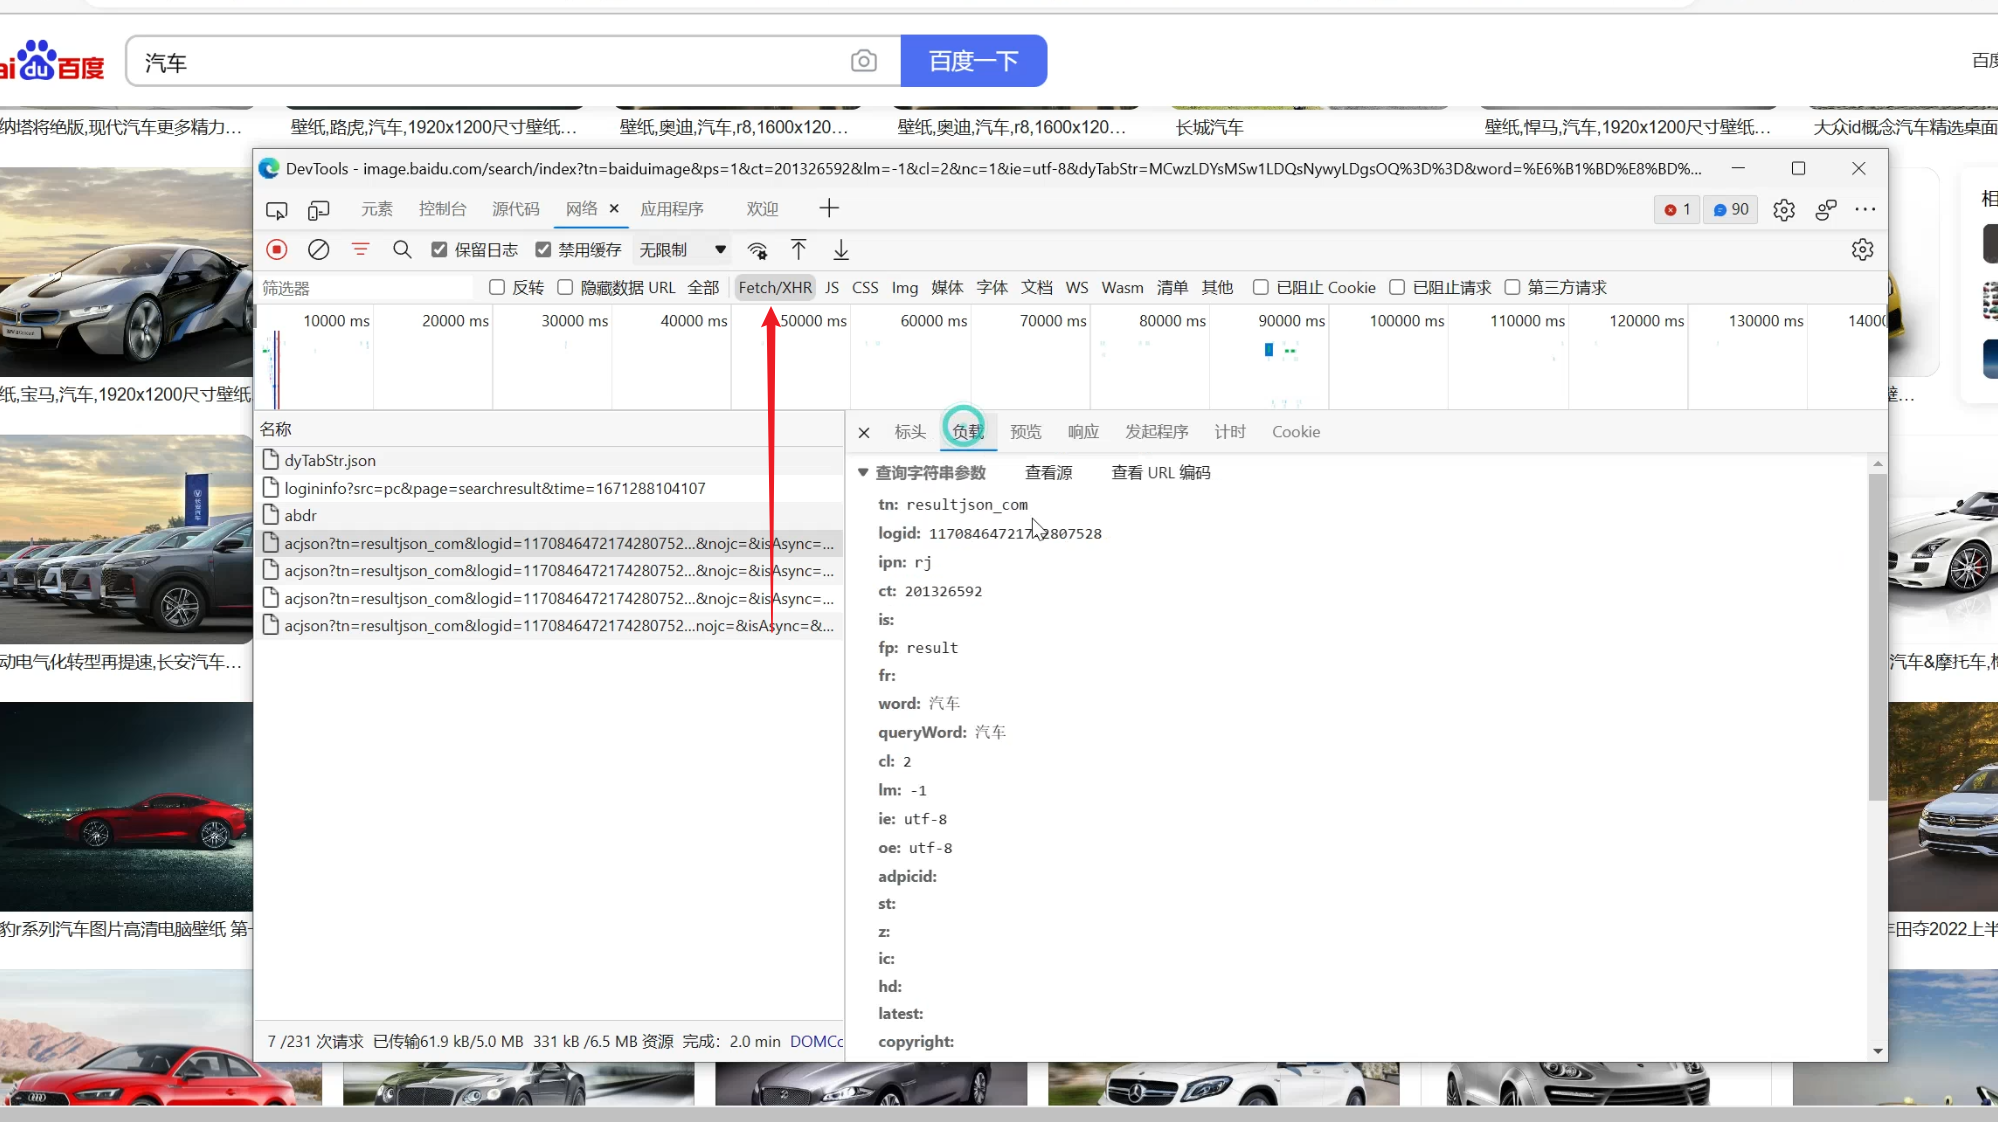 Bai du 百度
汽车
百度一下
百度
纳塔将绝版,现代汽车更多精力...
壁纸,路虎,汽车,1920x1200尺寸壁纸...
壁纸,奥迪,汽车,r8,1600x120...
壁纸,奥迪,汽车,r8,1600x120...
长城汽车
壁纸,悍马,汽车,1920x1200尺寸壁纸...
大众id概念汽车精选桌面
DevTools - image.baidu.com/search/index?tn=baiduimage&ps=1&ct=201326592&lm=-1&cl=2&nc=1&ie=utf-8&dyTabStr=MCwzLDYsMSw1LDQsNywyLDgsOQ%3D%3D&word=%E6%B1%BD%E8%BD%...
元素 控制台 源代码 网络 应用程序 欢迎
1 90
保留日志 禁用缓存 无限制
筛选器 反转 隐藏数据 URL 全部 Fetch/XHR JS CSS Img 媒体 字体 文档 WS Wasm 清单 其他 已阻止 Cookie 已阻止请求 第三方请求
10000 ms 20000 ms 30000 ms 40000 ms 50000 ms 60000 ms 70000 ms 80000 ms 90000 ms 100000 ms 110000 ms 120000 ms 130000 ms 14000
相
纸,宝马,汽车,1920x1200尺寸壁纸
壁...
名称
标头 负载 预览 响应 发起程序 计时 Cookie
dyTabStr.json
logininfo?src=pc&page=searchresult&time=1671288104107
abdr
acjson?tn=resultjson_com&logid=1170846472174280752...&nojc=&isAsync=...
acjson?tn=resultjson_com&logid=1170846472174280752...&nojc=&isAsync=...
acjson?tn=resultjson_com&logid=1170846472174280752...&nojc=&isAsync=...
acjson?tn=resultjson_com&logid=1170846472174280752...nojc=&isAsync=&...
查询字符串参数 查看源 查看 URL 编码
tn: resultjson_com
logid: 11708464721742807528
ipn: rj
ct: 201326592
is:
fp: result
fr:
word: 汽车
queryWord: 汽车
cl: 2
lm: -1
ie: utf-8
oe: utf-8
adpicid:
st:
z:
ic:
hd:
latest:
copyright:
动电气化转型再提速,长安汽车...
汽车&摩托车,
豹r系列汽车图片高清电脑壁纸 第
丰田夺2022上半
7 /231 次请求 已传输61.9 kB/5.0 MB 331 kB /6.5 MB 资源 完成: 2.0 min DOMCo